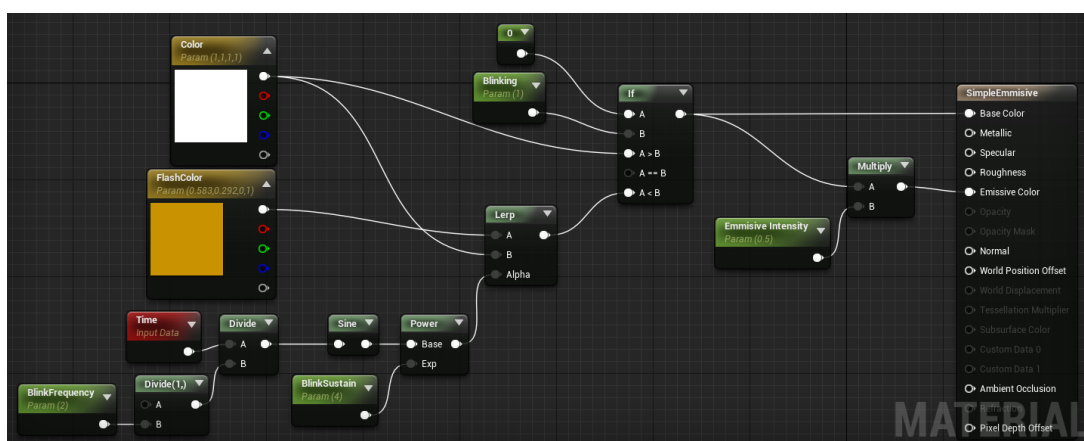 Color
Param (1,1,1,1)
FlashColor
Param (0.583,0.292,0,1)
Time
Input Data
BlinkFrequency
Param (2)
Divide(1,)
A
B
Divide
A
B
Sine
BlinkSustain
Param (4)
Power
Base
Exp
Lerp
A
B
Alpha
0
Blinking
Param (1)
If
A
B
A > B
A == B
A < B
Emmisive Intensity
Param (0.5)
Multiply
A
B
SimpleEmmisive
Base Color
Metallic
Specular
Roughness
Emissive Color
Opacity
Opacity Mask
Normal
World Position Offset
World Displacement
Tessellation Multiplier
Subsurface Color
Custom Data 0
Custom Data 1
Ambient Occlusion
Refraction
Pixel Depth Offset
MATERIAL